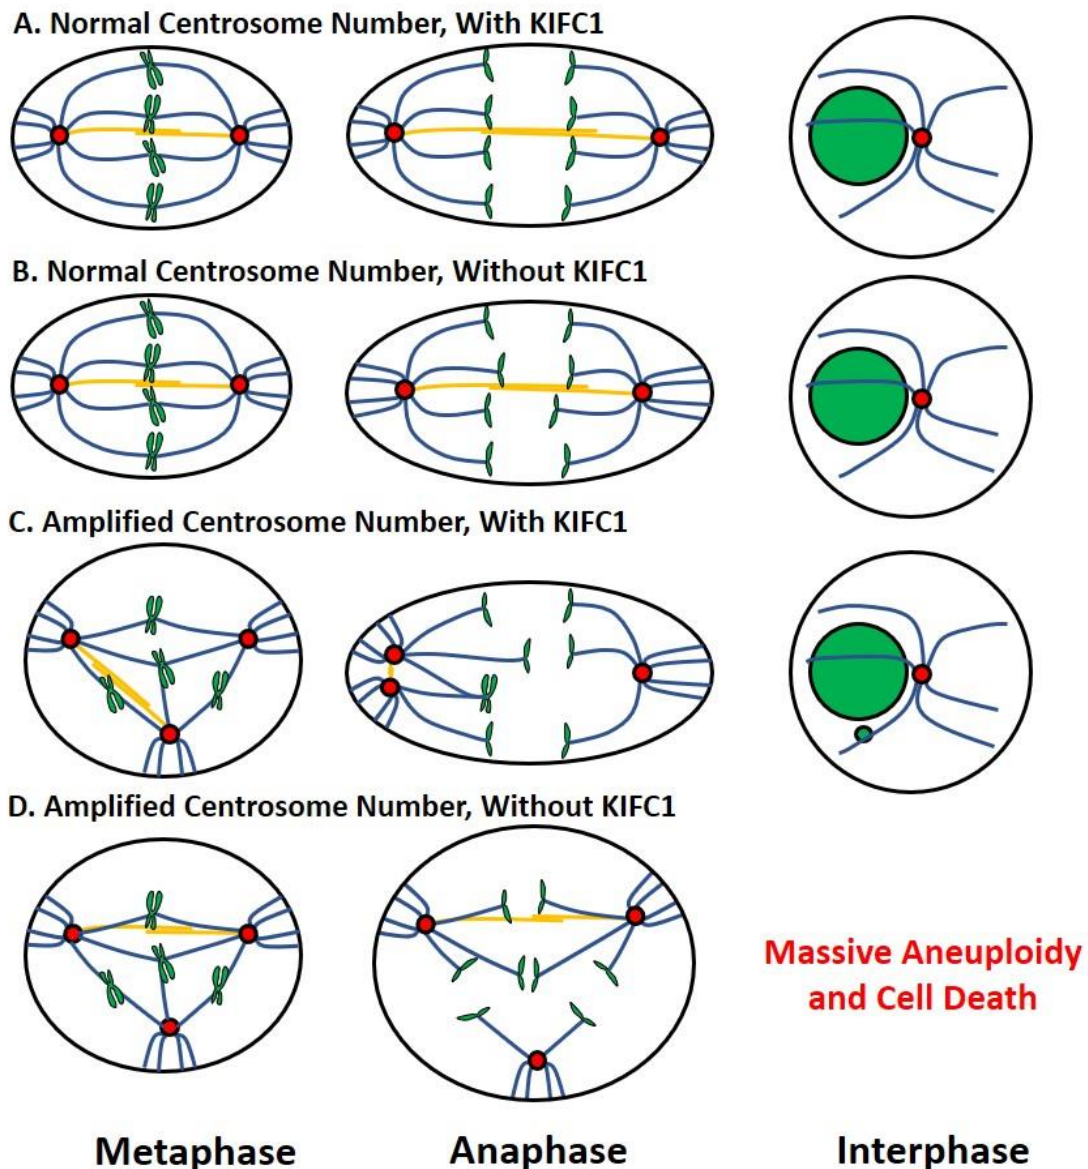 A. Normal Centrosome Number, With KIFC1
B. Normal Centrosome Number, Without KIFC1
C. Amplified Centrosome Number, With KIFC1
D. Amplified Centrosome Number, Without KIFC1
Massive Aneuploidy
and Cell Death
Metaphase
Anaphase
Interphase